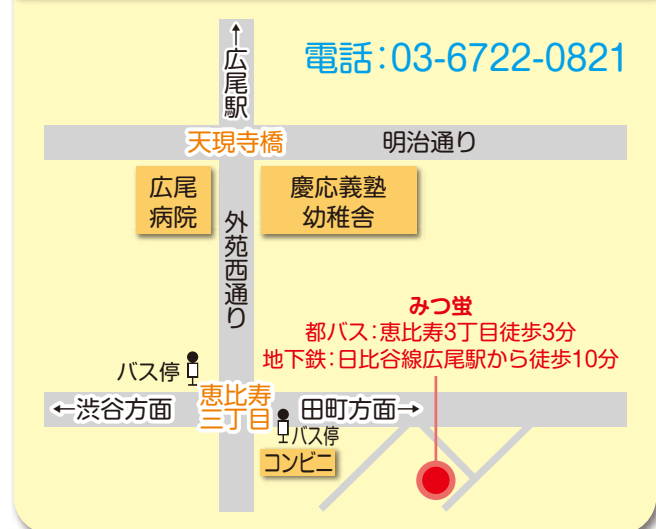 ↑広尾駅
電話：03-6722-0821
天現寺橋
明治通り
広尾
病院
慶応義塾
幼稚舎
外苑西通り
みつ蛍
都バス：恵比寿3丁目徒歩3分
地下鉄：日比谷線広尾駅から徒歩10分
バス停
←渋谷方面
恵比寿
三丁目
田町方面→
バス停
コンビニ